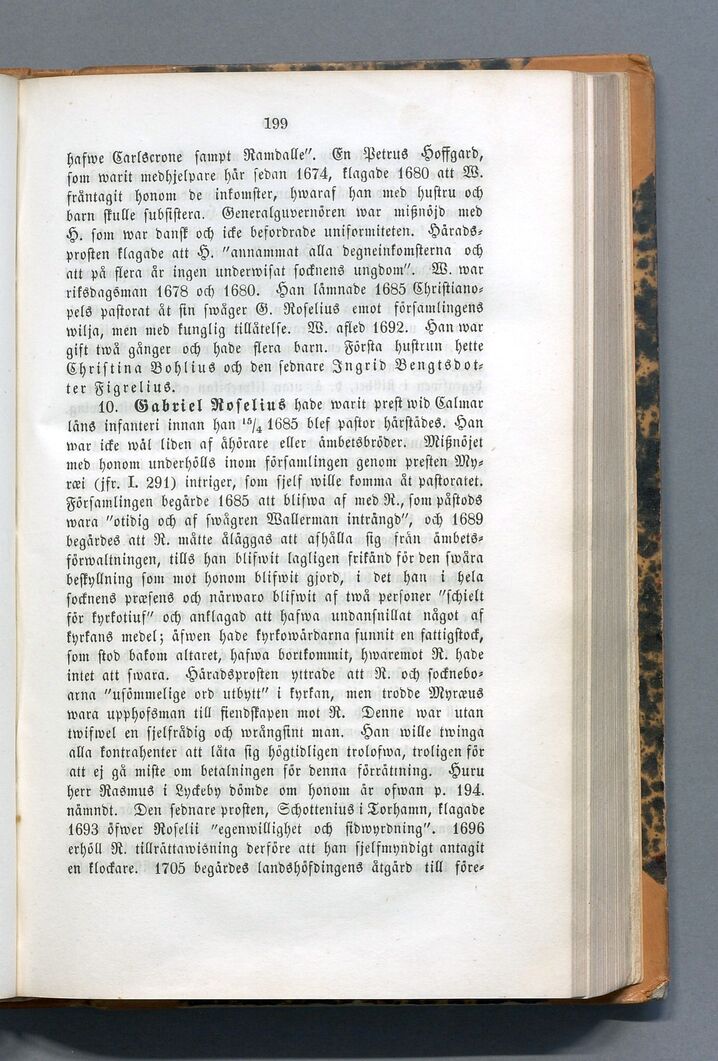 199
hafwe Carlscrone sampt Ramdalle". En Petrus Hoffgard,
som warit medhjelpare här sedan 1674, klagade 1680 att W.
fråntagit honom de inkomster, hwaraf han med hustru och
barn skulle subsistera. Generalguvernören war mißnöjd med
H. som war dansk och icke befordrade uniformiteten. Härads-
prosten klagade att H. "annammat alla degneinkomsterna och
att på flera år ingen underwisat socknens ungdom". W. war
riksdagsman 1678 och 1680. Han lämnade 1685 Christiano-
pels pastorat åt sin swåger G. Roselius emot församlingens
wilja, men med kunglig tillåtelse. W. afled 1692. Han war
gift twå gånger och hade flera barn. Första hustrun hette
Christina Bohlius och den sednare Ingrid Bengtsdot-
ter Figrelius.
10. Gabriel Roselius hade warit prest wid Calmar
läns infanteri innan han 15/4 1685 blef pastor härstädes. Han
war icke wäl liden af åhörare eller ämbetsbröder. Mißnöjet
med honom underhölls inom församlingen genom presten My-
ræi (jfr. I. 291) intriger, som sjelf wille komma åt pastoratet.
Församlingen begärde 1685 att blifwa af med R., som påstods
wara "otidig och af swågren Wallerman inträngd", och 1689
begärdes att R. måtte åläggas att afhålla sig från ämbets-
förwaltningen, tills han blifwit lagligen frikänd för den swåra
beskyllning som mot honom blifwit gjord, i det han i hela
socknens præsens och närwaro blifwit af twå personer "schielt
för kyrkotiuf" och anklagad att hafwa undansnillat något af
kyrkans medel; äfwen hade kyrkowärdarna funnit en fattigstock,
som stod bakom altaret, hafwa bortkommit, hwaremot R. hade
intet att swara. Häradsprosten yttrade att R. och socknebo-
arna "usömmelige ord utbytt" i kyrkan, men trodde Myræus
wara upphofsman till fiendskapen mot R. Denne war utan
twifwel en sjelfrådig och wrångsint man. Han wille twinga
alla kontrahenter att låta sig högtidligen trolofwa, troligen för
att ej gå miste om betalningen för denna förrättning. Huru
herr Rasmus i Lyckeby dömde om honom är ofwan p. 194.
nämndt. Den sednare prosten, Schottenius i Torhamn, klagade
1693 öfwer Roselii "egenwillighet och sidwyrdning". 1696
erhöll R. tillrättawisning derföre att han sjelfmyndigt antagit
en klockare. 1705 begärdes landshöfdingens åtgärd till före-